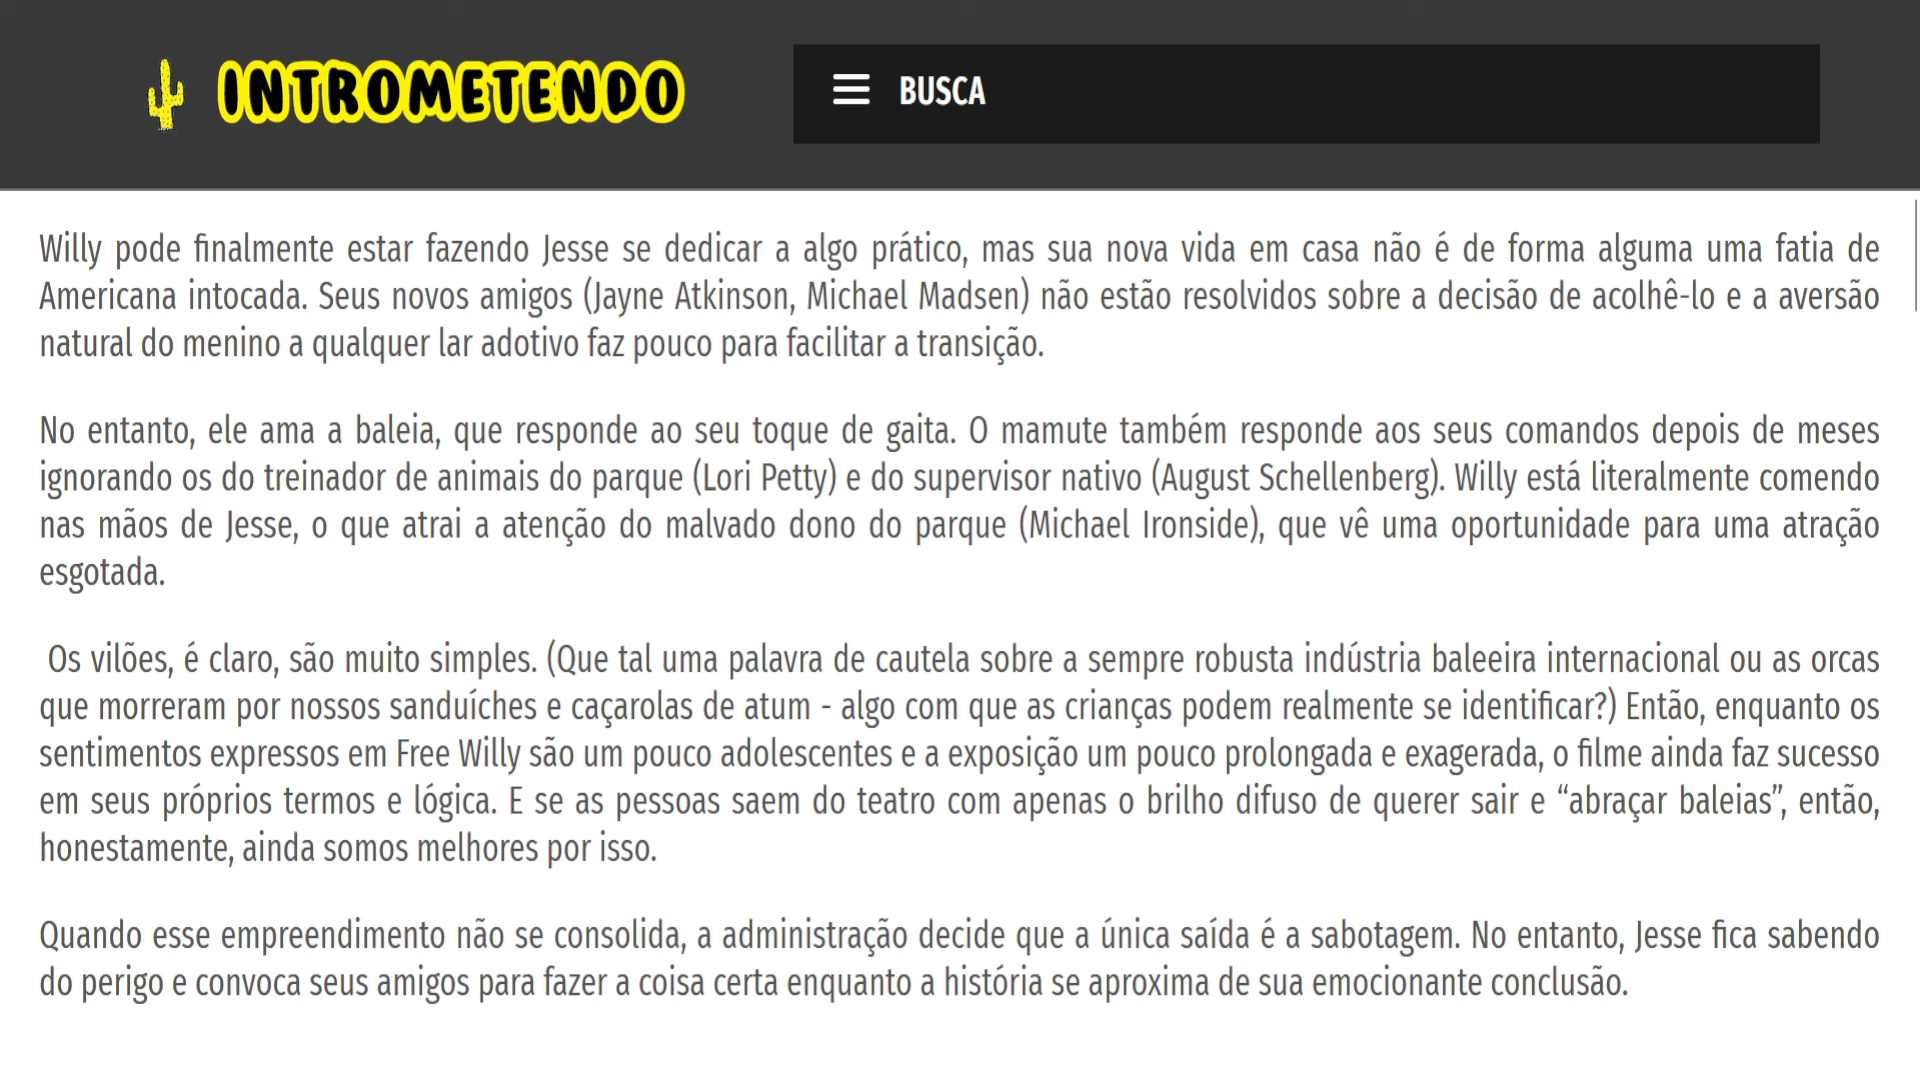 INTROMETENDO
BUSCA
Willy pode finalmente estar fazendo Jesse se dedicar a algo prático, mas sua nova vida em casa não é de forma alguma uma fatia de
Americana intocada. Seus novos amigos (Jayne Atkinson, Michael Madsen) não estão resolvidos sobre a decisão de acolhê-lo e a aversão
natural do menino a qualquer lar adotivo faz pouco para facilitar a transição.
No entanto, ele ama a baleia, que responde ao seu toque de gaita. O mamute também responde aos seus comandos depois de meses
ignorando os do treinador de animais do parque (Lori Petty) e do supervisor nativo (August Schellenberg). Willy está literalmente comendo
nas mãos de Jesse, o que atrai a atenção do malvado dono do parque (Michael Ironside), que vê uma oportunidade para uma atração
esgotada.
Os vilões, é claro, são muito simples. (Que tal uma palavra de cautela sobre a sempre robusta indústria baleeira internacional ou as orcas
que morreram por nossos sanduíches e caçarolas de atum - algo com que as crianças podem realmente se identificar?) Então, enquanto os
sentimentos expressos em Free Willy são um pouco adolescentes e a exposição um pouco prolongada e exagerada, o filme ainda faz sucesso
em seus próprios termos e lógica. E se as pessoas saem do teatro com apenas o brilho difuso de querer sair e “abraçar baleias”, então,
honestamente, ainda somos melhores por isso.
Quando esse empreendimento não se consolida, a administração decide que a única saída é a sabotagem. No entanto, Jesse fica sabendo
do perigo e convoca seus amigos para fazer a coisa certa enquanto a história se aproxima de sua emocionante conclusão.